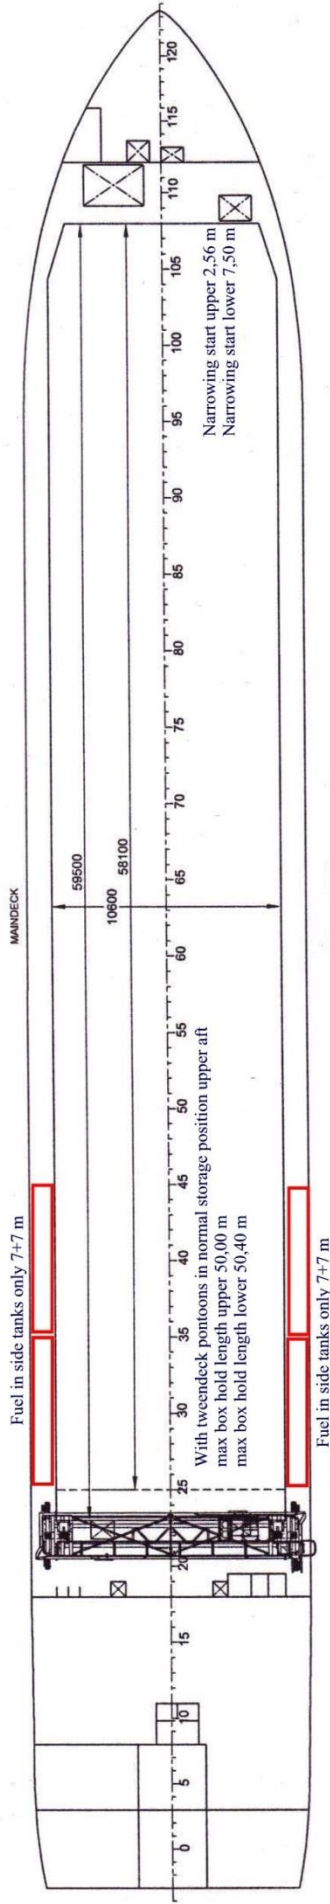 MAINDECK
Fuel in side tanks only 7+7 m
59500
58100
10600
With tweendeck pontoons in normal storage position upper aft
max box hold length upper 50,00 m
max box hold length lower 50,40 m
Narrowing start upper 2,56 m
Narrowing start lower 7,50 m
0 5 10 15 20 25 30 35 40 45 50 55 60 65 70 75 80 85 90 95 100 105 110 115 120
Fuel in side tanks only 7+7 m